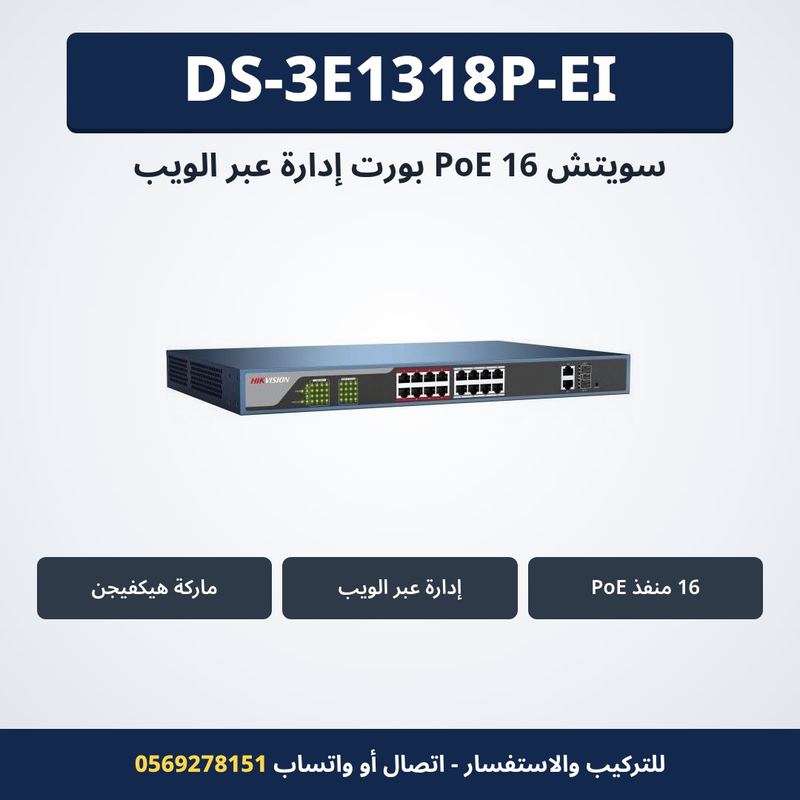 DS-3E1318P-EI
سويتش PoE 16 بورت إدارة عبر الويب
HIKVISION
16 منفذ PoE
إدارة عبر الويب
ماركة هيكفيجن
للتركيب والاستفسار - اتصال أو واتساب 0569278151